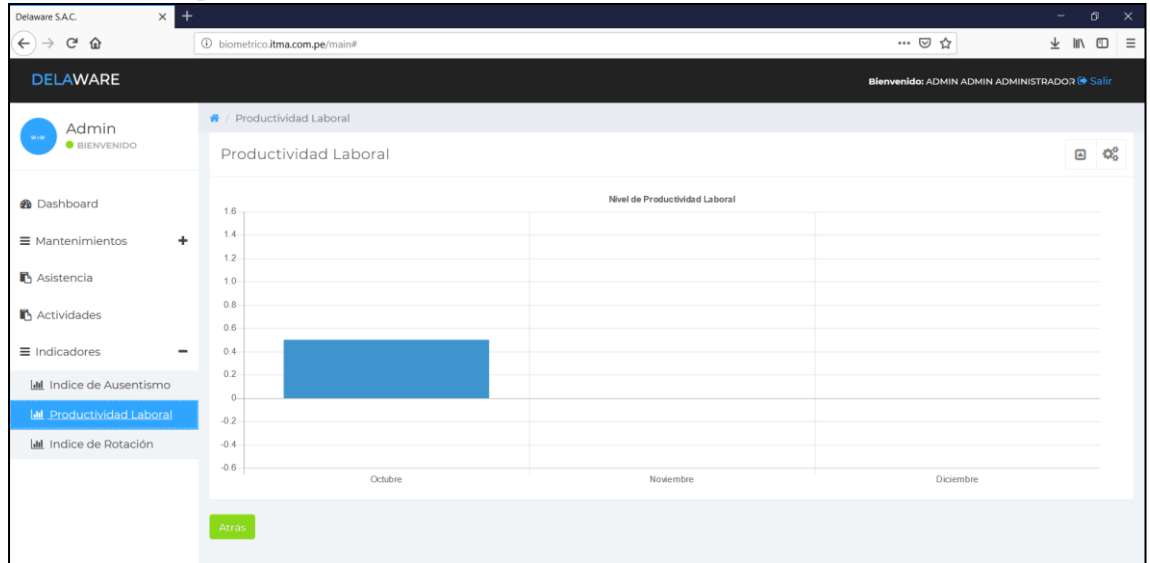 Delaware S.A.C.
biometrico.itma.com.pe/main#
DELAWARE
Bienvenido: ADMIN ADMIN ADMINISTRADOR Salir
Admin
BIENVENIDO
/ Productividad Laboral
Productividad Laboral
Dashboard
Mantenimientos
Asistencia
Actividades
Indicadores
Indice de Ausentismo
Productividad Laboral
Indice de Rotación
Nivel de Productividad Laboral
1.6
1.4
1.2
1.0
0.8
0.6
0.4
0.2
0
-0.2
-0.4
-0.6
Octubre
Noviembre
Diciembre
Atrás